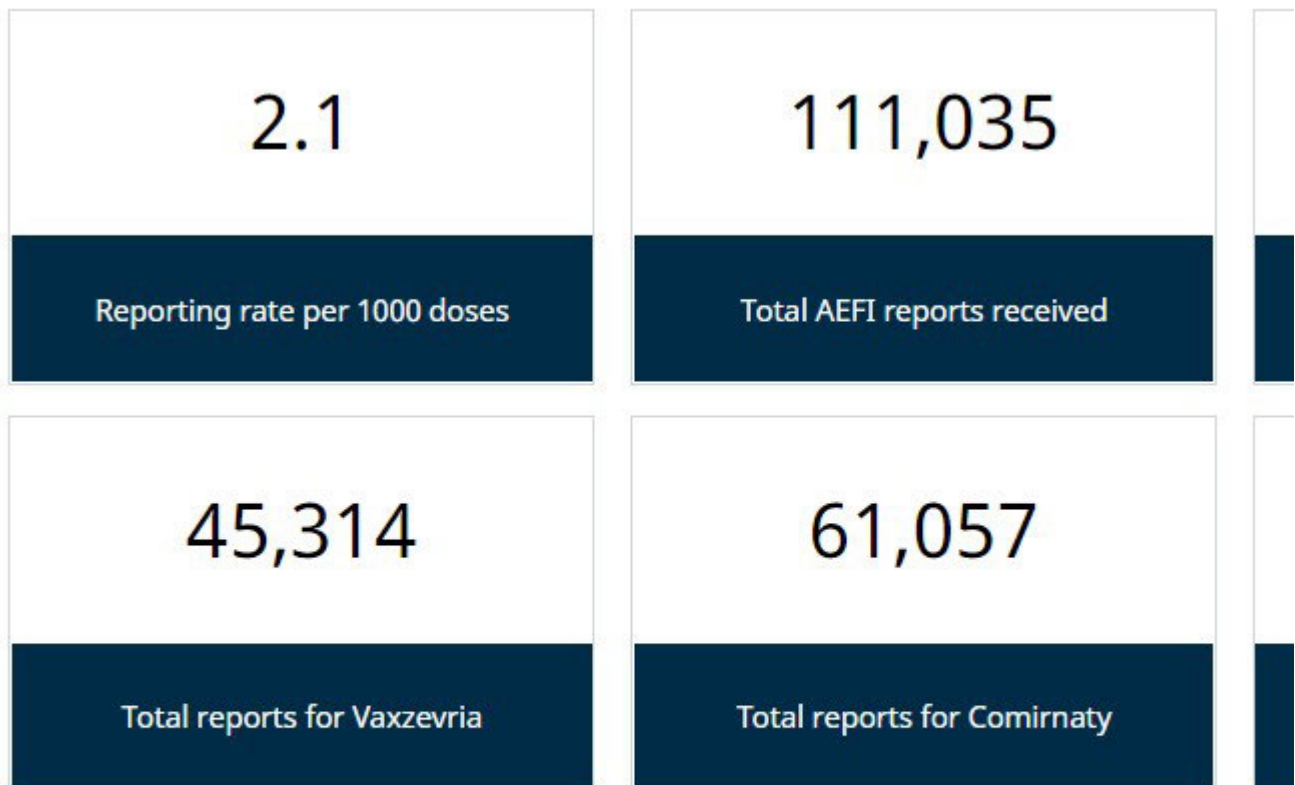 2.1
111,035
Reporting rate per 1000 doses
Total AEFI reports received
45,314
61,057
Total reports for Vaxzevria
Total reports for Comirnaty